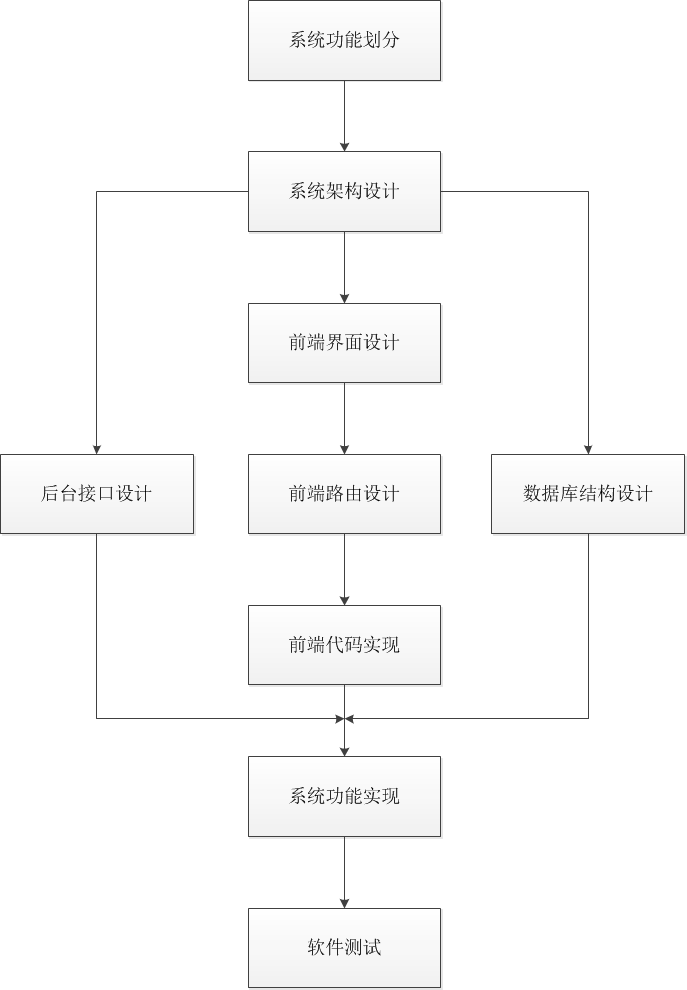 系统功能划分
系统架构设计
前端界面设计
后台接口设计
前端路由设计
数据库结构设计
前端代码实现
系统功能实现
软件测试